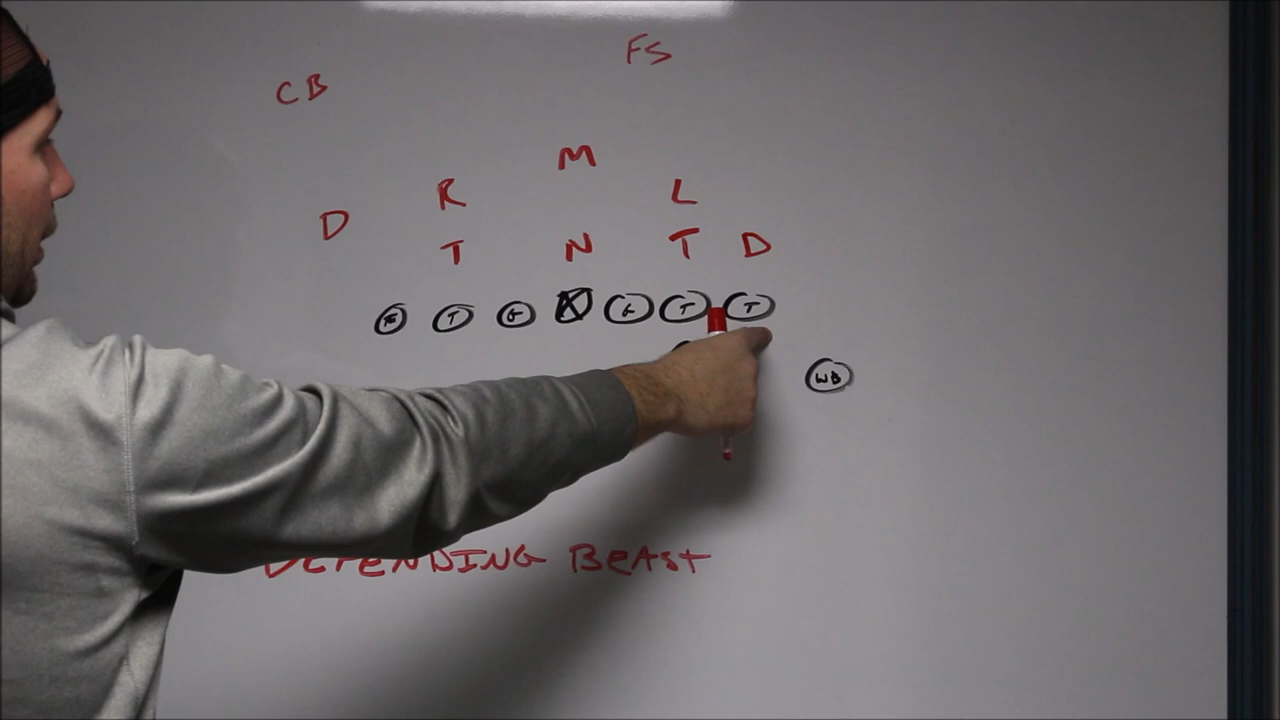 FS
CB
M
R L
D
T N T D
T G X G T T
WB
DEFENDING BEAST